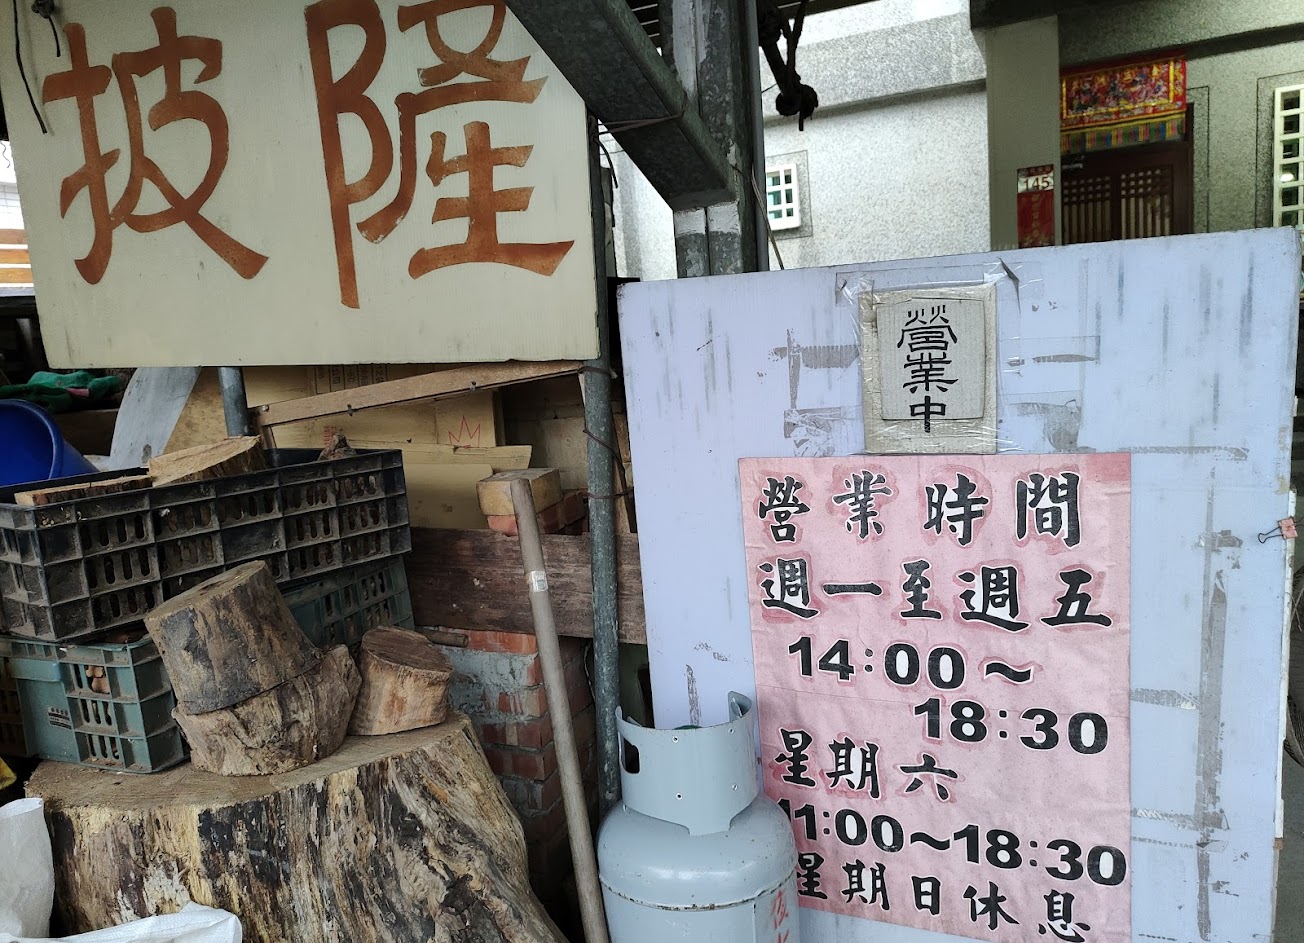 披隆
145
營業中
營業時間
週一至週五
14:00～
18:30
星期六
11:00～18:30
星期日休息